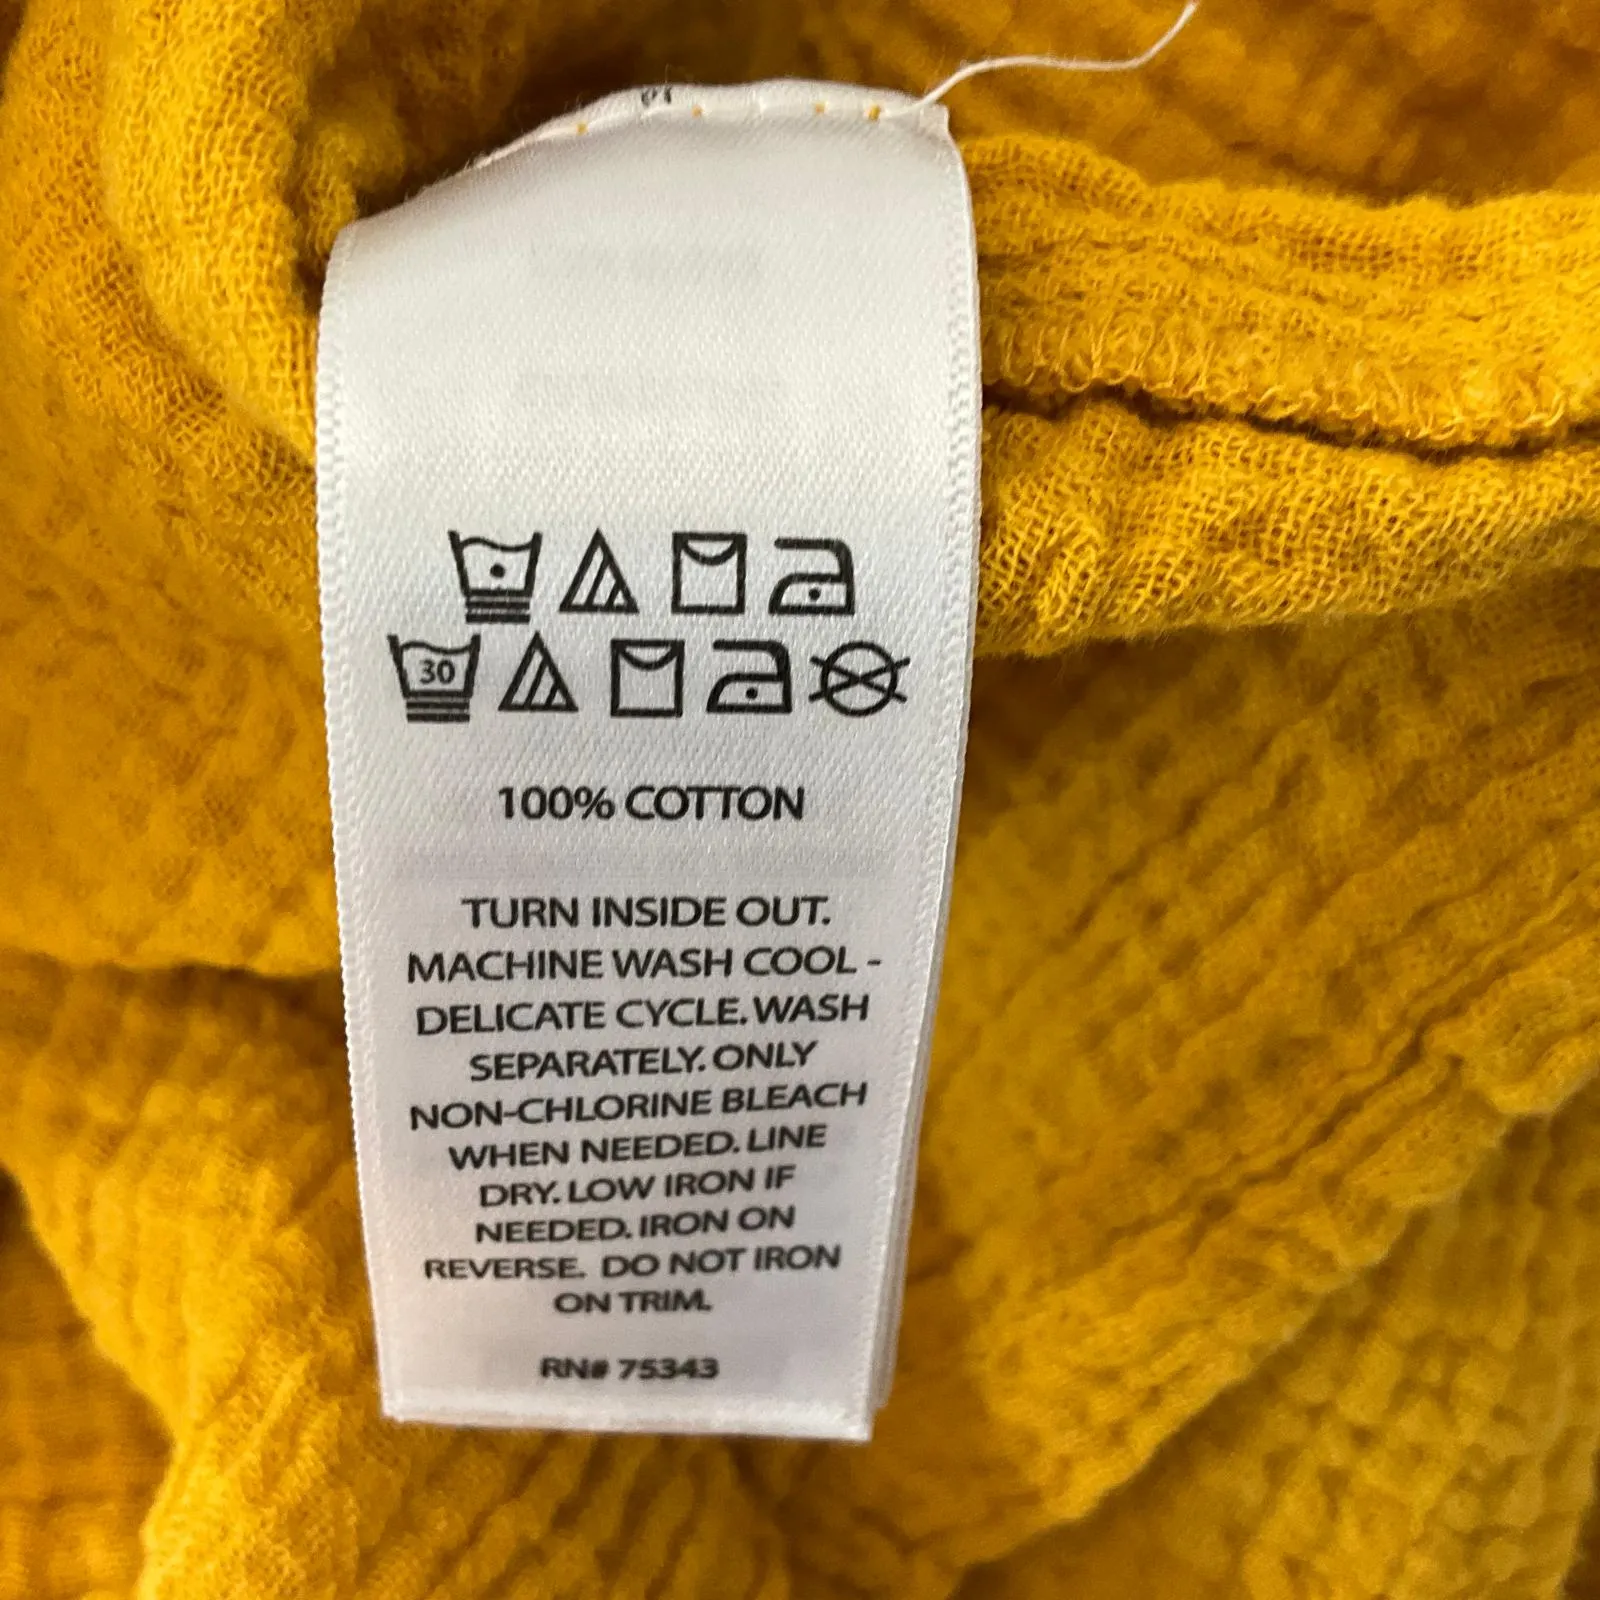 30
100% COTTON
TURN INSIDE OUT.
MACHINE WASH COOL -
DELICATE CYCLE. WASH
SEPARATELY. ONLY
NON-CHLORINE BLEACH
WHEN NEEDED. LINE
DRY. LOW IRON IF
NEEDED. IRON ON
REVERSE. DO NOT IRON
ON TRIM.
RN# 75343